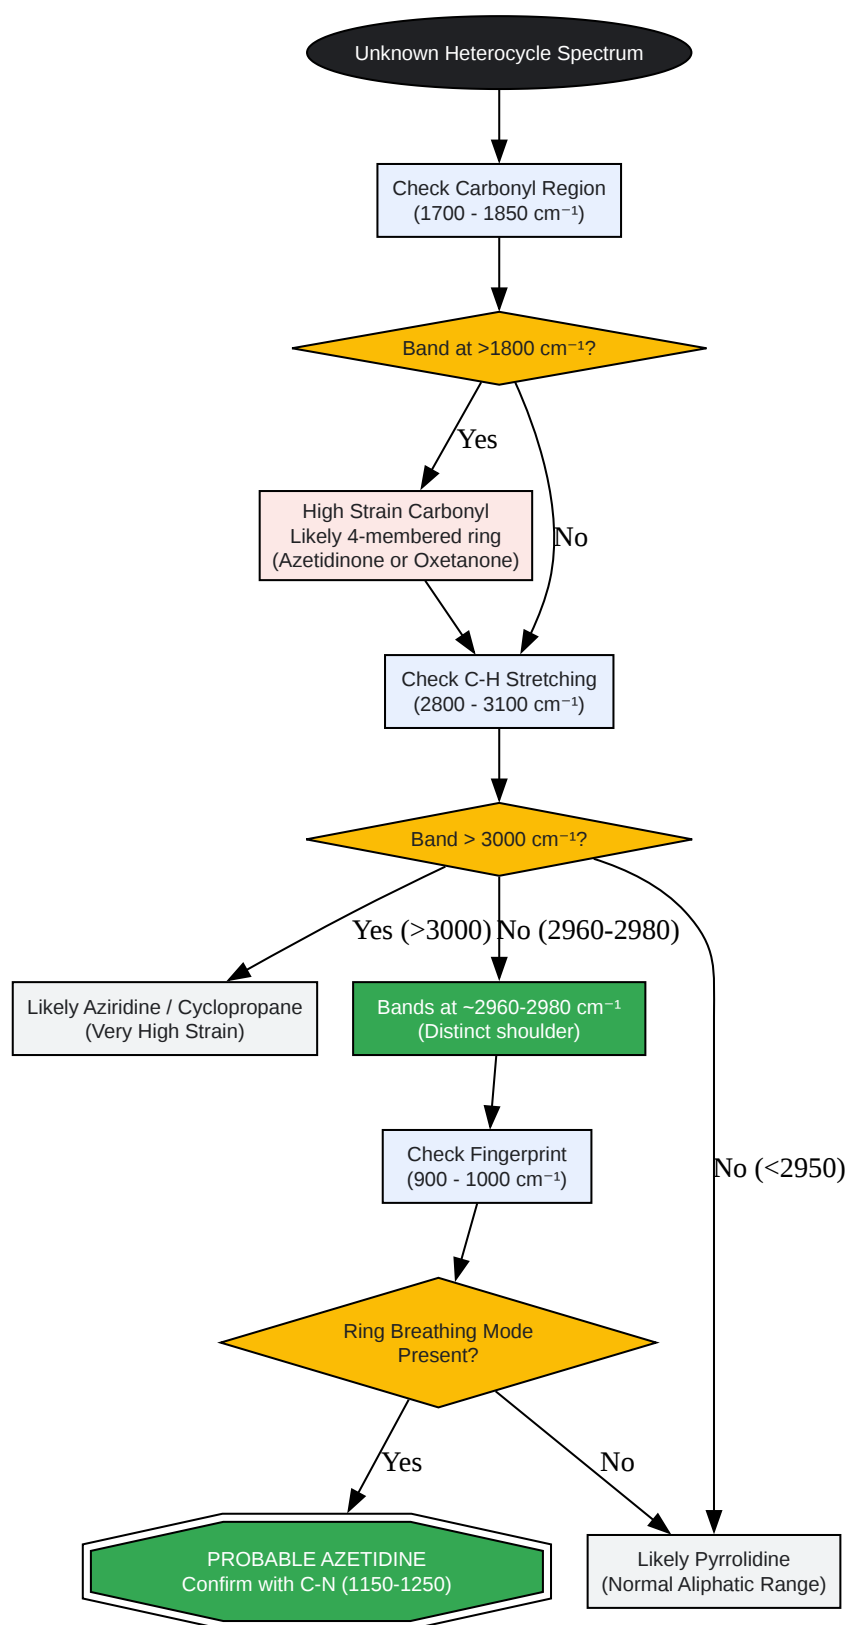 Unknown Heterocycle Spectrum
Check Carbonyl Region
(1700 - 1850 cm⁻¹)
Band at >1800 cm⁻¹?
Yes
High Strain Carbonyl
Likely 4-membered ring
(Azetidinone or Oxetanone)
No
Check C-H Stretching
(2800 - 3100 cm⁻¹)
Band > 3000 cm⁻¹?
Yes (>3000)
No (2960-2980)
Likely Aziridine / Cyclopropane
(Very High Strain)
Bands at ~2960-2980 cm⁻¹
(Distinct shoulder)
Check Fingerprint
(900 - 1000 cm⁻¹)
No (<2950)
Ring Breathing Mode
Present?
Yes
No
PROBABLE AZETIDINE
Confirm with C-N (1150-1250)
Likely Pyrrolidine
(Normal Aliphatic Range)